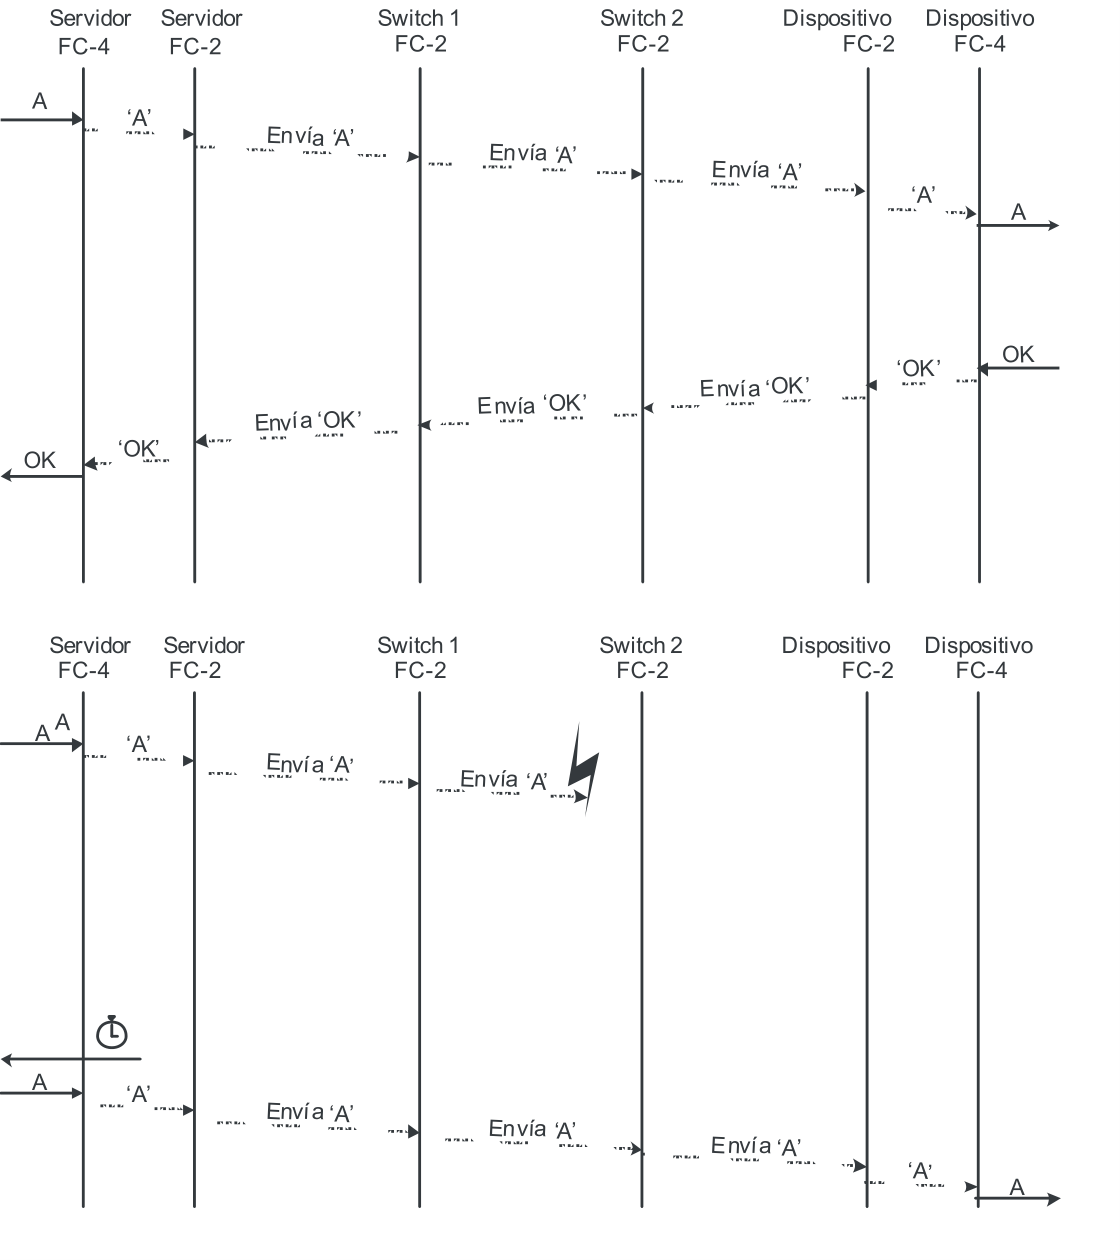 Servidor Servidor Switch 1 Switch 2 Dispositivo Dispositivo
FC-4 FC-2 FC-2 FC-2 FC-2 FC-4
A
‘A’
Envía ‘A’
Envía ‘A’
Envía ‘A’
‘A’
A
OK
‘OK’
Envía ‘OK’
Envía ‘OK’
Envía ‘OK’
‘OK’
OK
Servidor Servidor Switch 1 Switch 2 Dispositivo Dispositivo
FC-4 FC-2 FC-2 FC-2 FC-2 FC-4
A
A
‘A’
Envía ‘A’
Envía ‘A’
A
‘A’
Envía ‘A’
Envía ‘A’
Envía ‘A’
‘A’
A